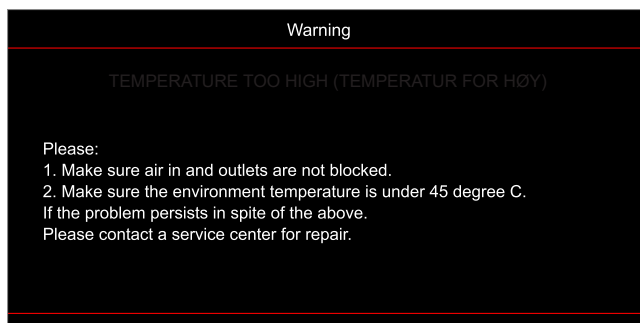 Warning
TEMPERATURE TOO HIGH (TEMPERATUR FOR HØY)
Please:
1. Make sure air in and outlets are not blocked.
2. Make sure the environment temperature is under 45 degree C.
If the problem persists in spite of the above.
Please contact a service center for repair.